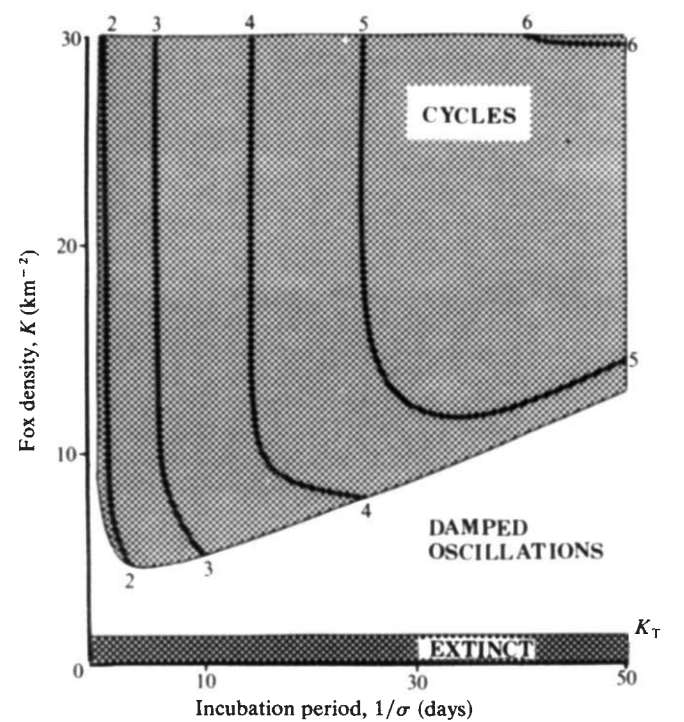 30
2
3
4
5
6
6
CYCLES
20
Fox density, K (km⁻²)
5
10
4
DAMPED
OSCILLATIONS
3
2
K_T
EXTINCT
0
10
30
50
Incubation period, 1/σ (days)